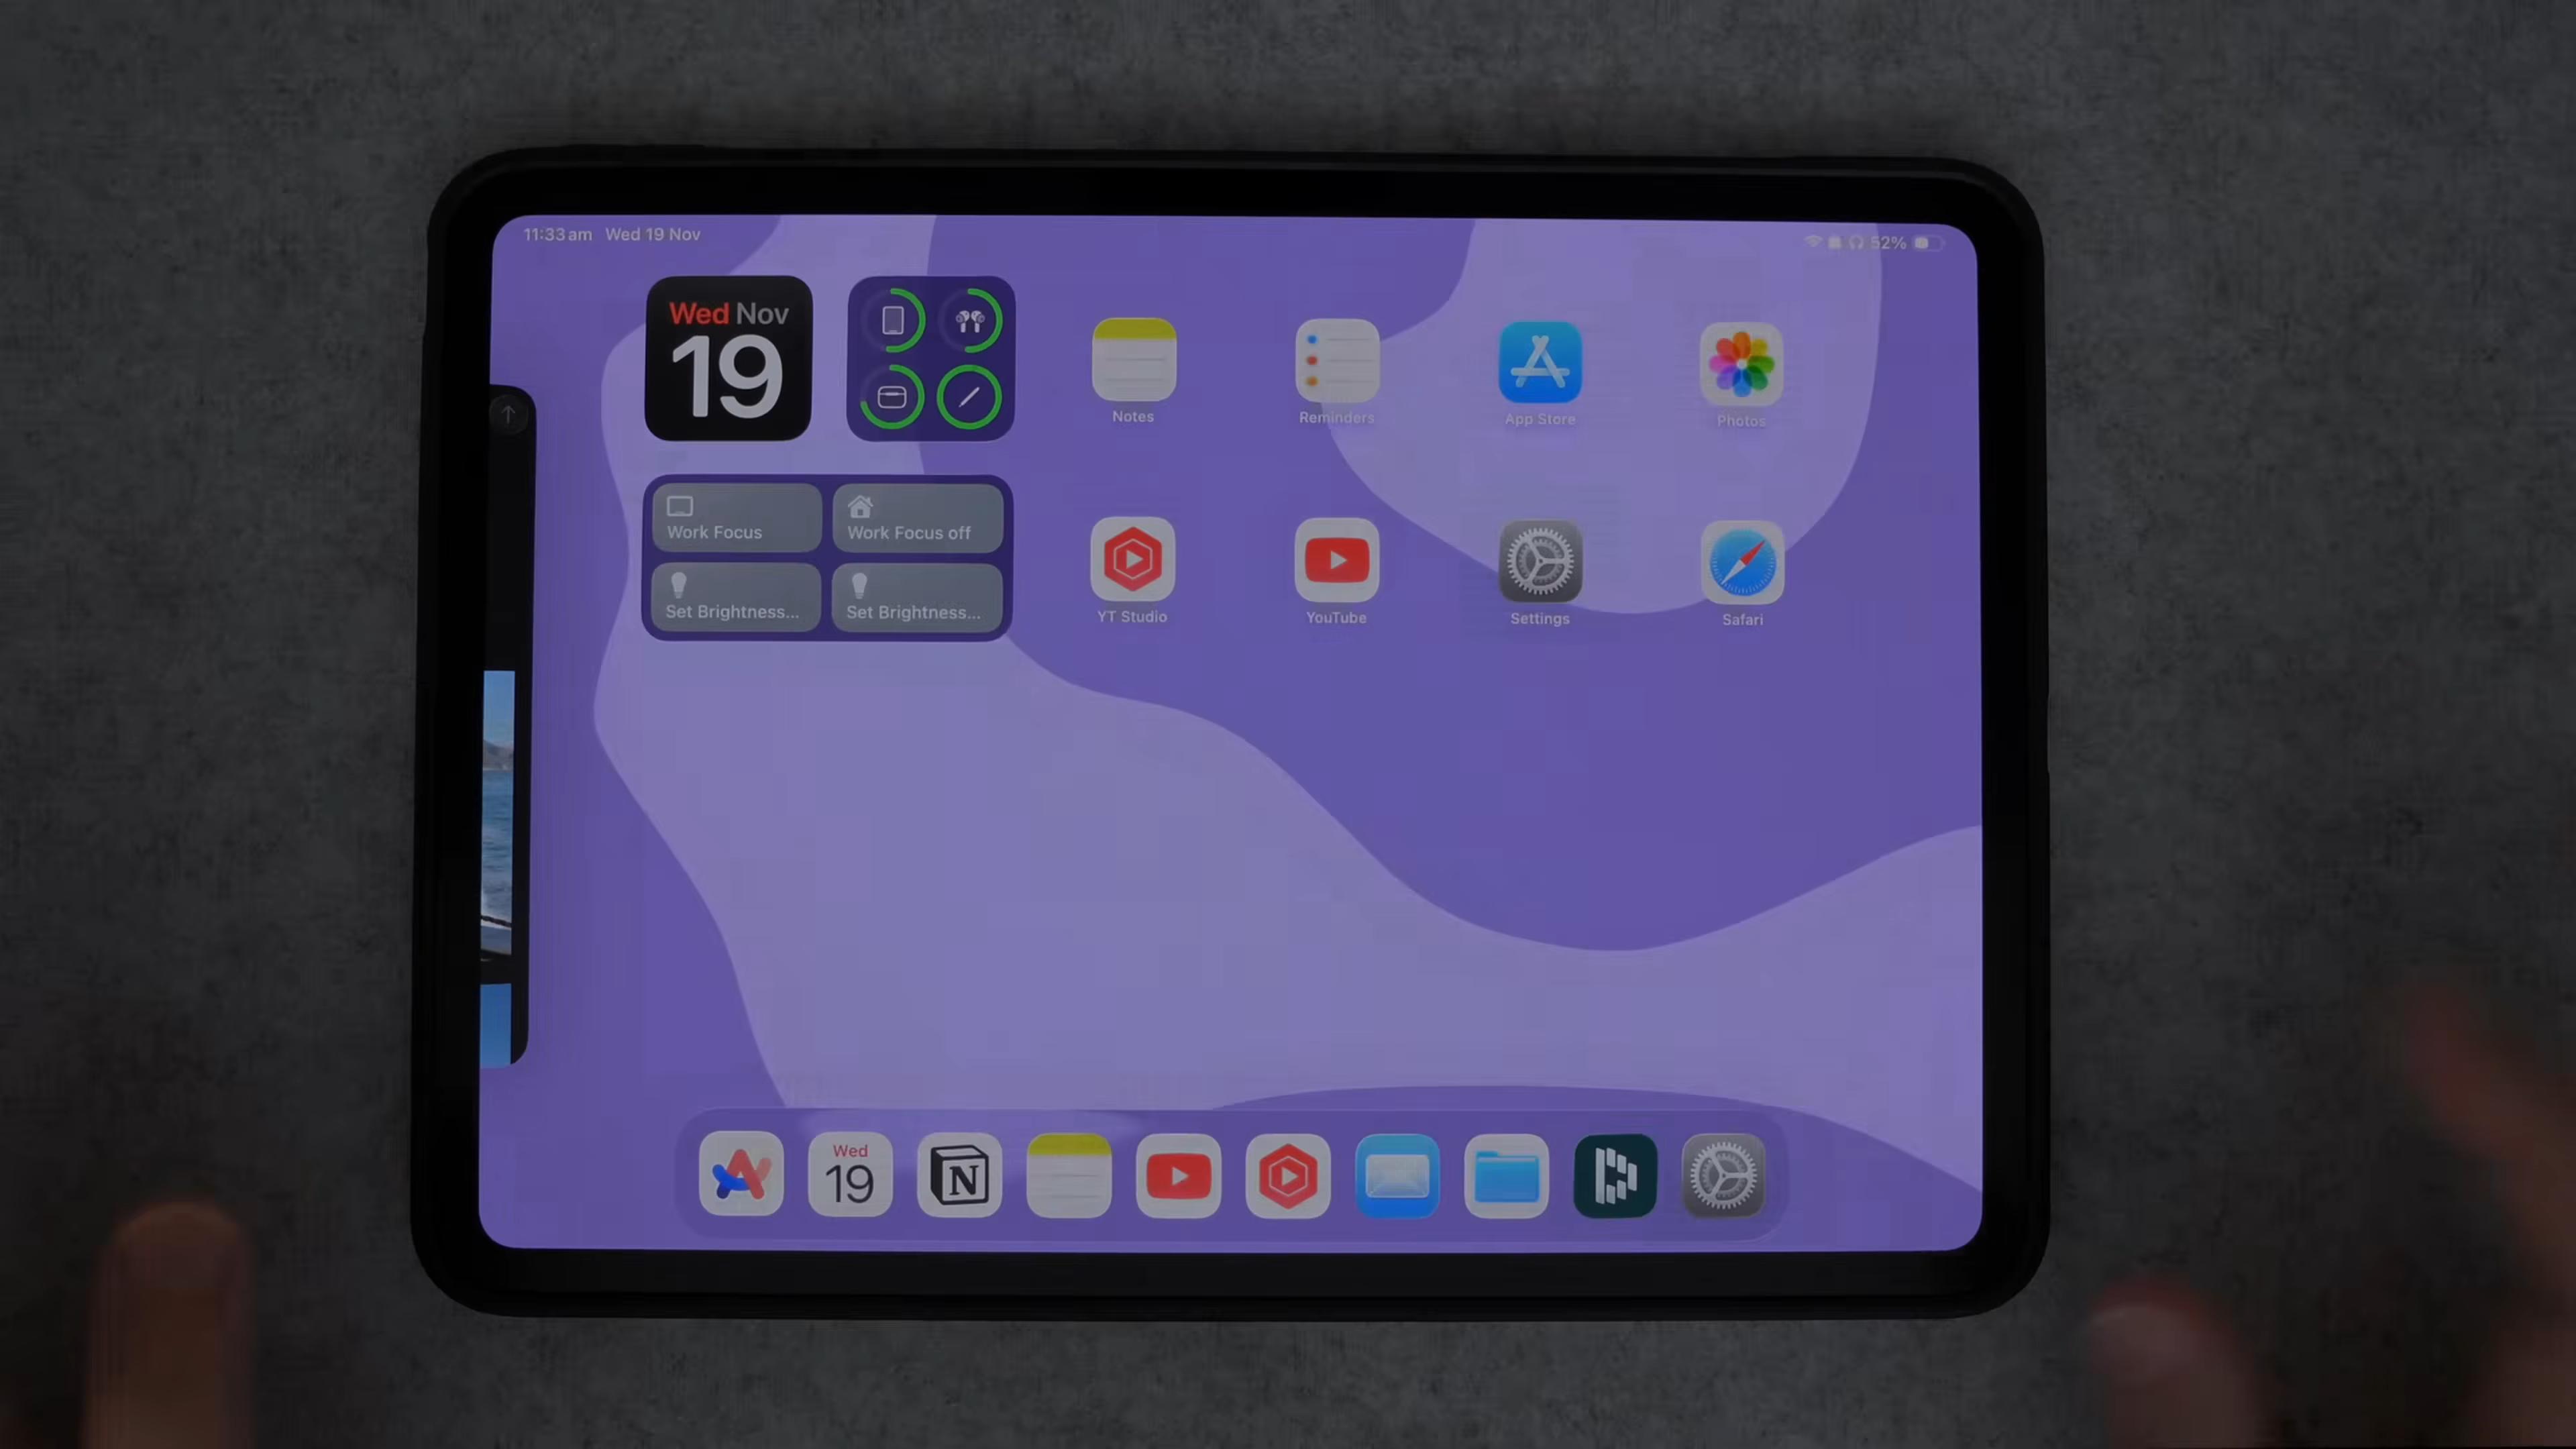 11:33 am Wed 19 Nov
52%
Wed Nov
19
Notes
Reminders
App Store
Photos
Work Focus
Work Focus off
Set Brightness...
Set Brightness...
YT Studio
YouTube
Settings
Safari
Wed
19
N